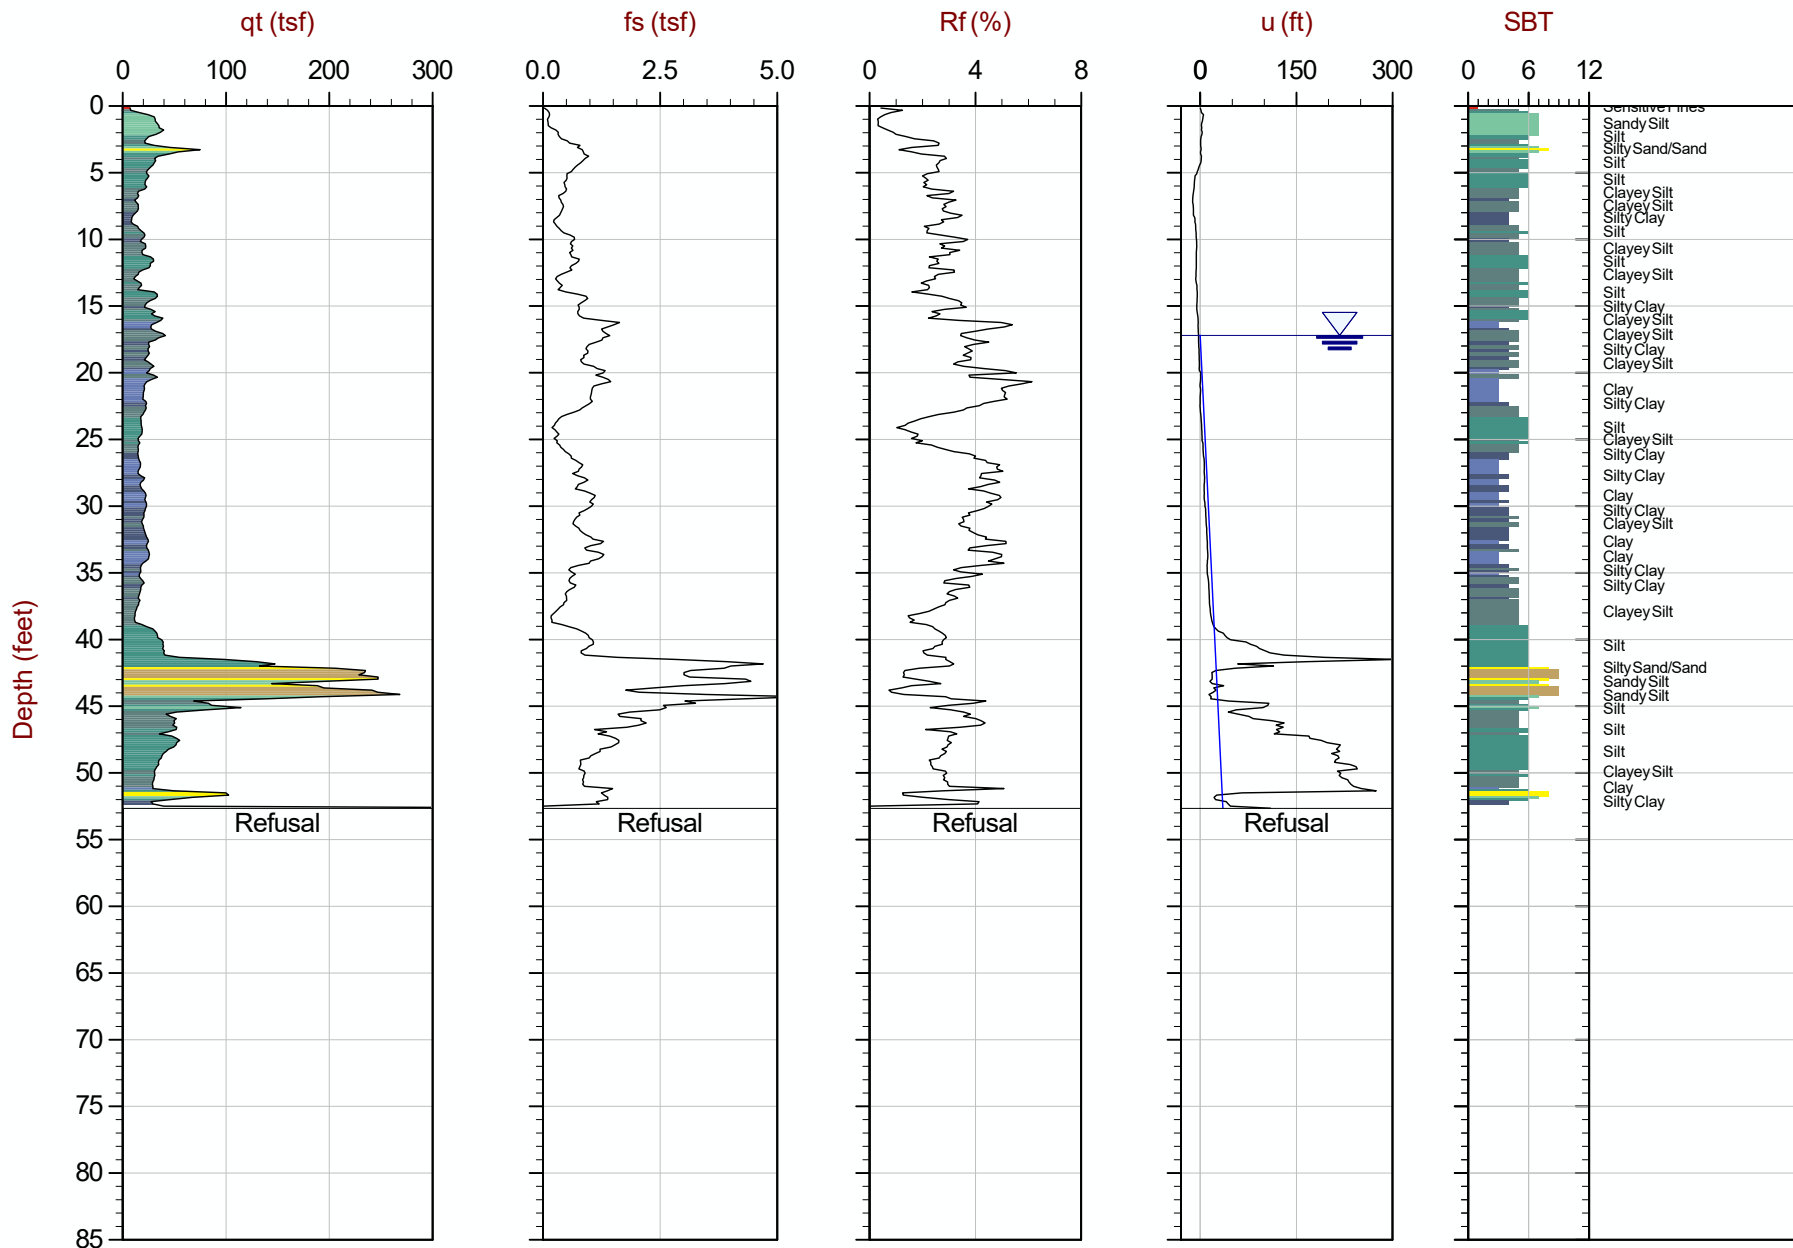 qt (tsf)
fs (tsf)
Rf (%)
u (ft)
SBT
0 100 200 300
0.0 2.5 5.0
0 4 8
0 150 300
0 6 9 12
Depth (feet)
0
5
10
15
20
25
30
35
40
45
50
55
60
65
70
75
80
85
Refusal
Refusal
Refusal
Refusal
Sensitive Fines
Sandy Silt
Silt
Silty Sand/Sand
Silt
Silt
Clayey Silt
Clayey Silt
Silty Clay
Silt
Clayey Silt
Silt
Clayey Silt
Silt
Silty Clay
Clayey Silt
Clayey Silt
Silty Clay
Clayey Silt
Clay
Silty Clay
Silt
Clayey Silt
Silty Clay
Silty Clay
Clay
Silty Clay
Clayey Silt
Clay
Clay
Silty Clay
Silty Clay
Clayey Silt
Silt
Silty Sand/Sand
Sandy Silt
Sandy Silt
Silt
Silt
Silt
Clayey Silt
Clay
Silty Clay